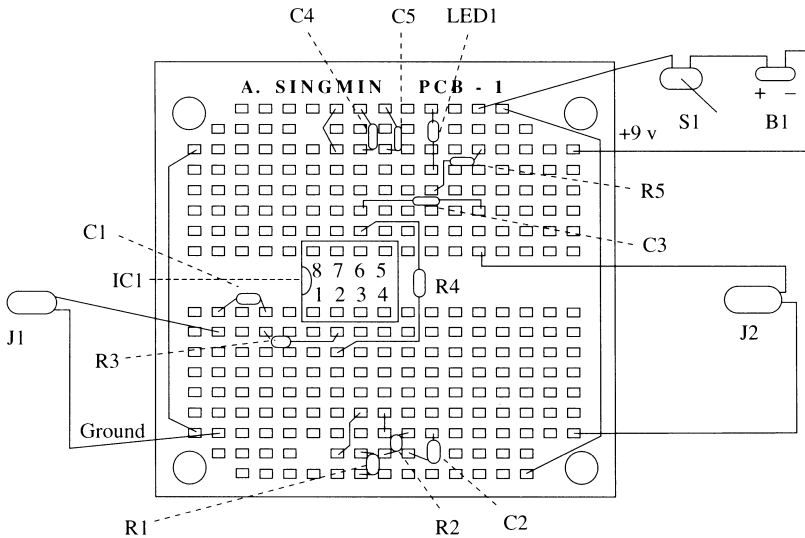 C4
C5
LED1
A. SINGMIN PCB - 1
+ –
S1
B1
+9 v
R5
C1
C3
IC1
8 7 6 5
R4
1 2 3 4
J1
J2
R3
Ground
R1
R2
C2